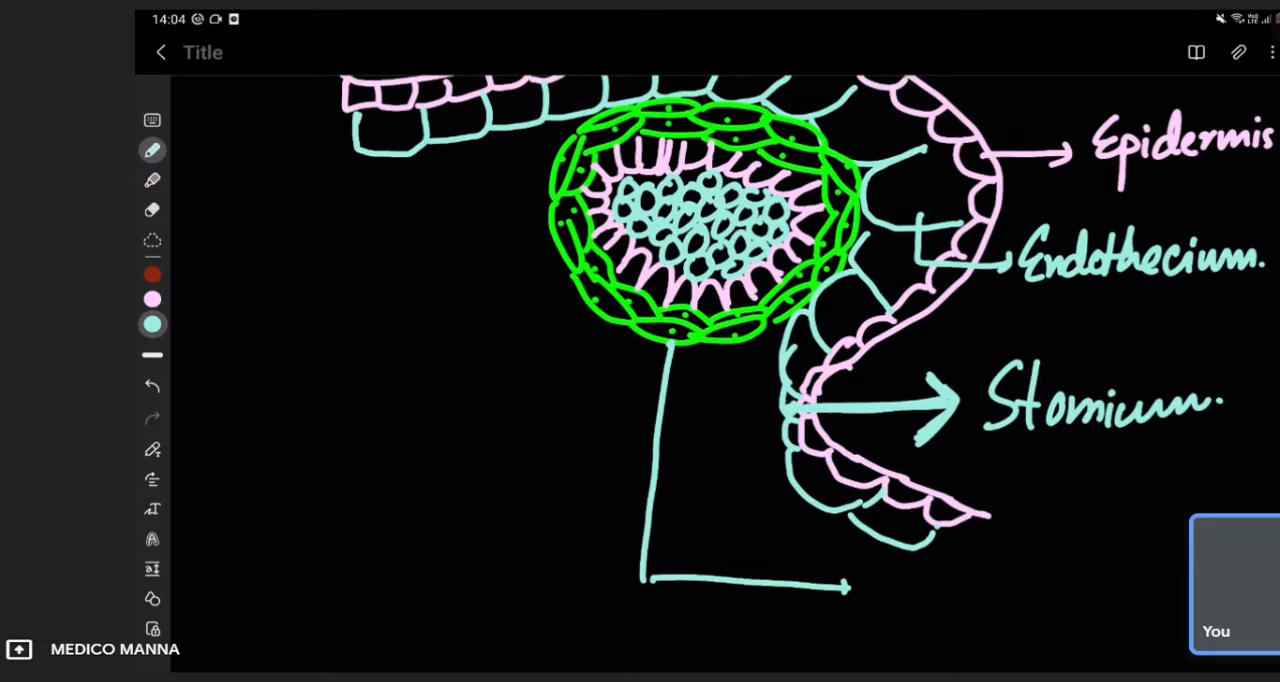 14:04
Title
Epidermis
Endothecium.
Stomium.
You
MEDICO MANNA